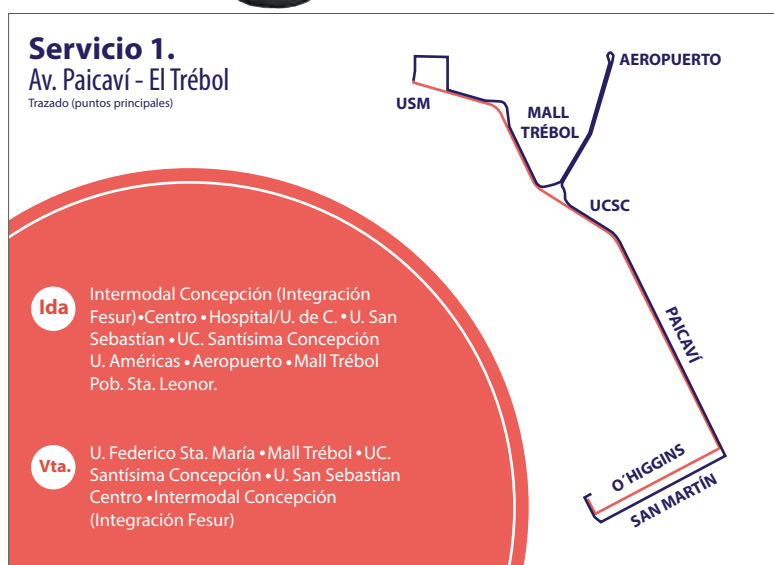 Servicio 1.
Av. Paicaví - El Trébol
Trazado (puntos principales)
AEROPUERTO
USM
MALL
TRÉBOL
UCSC
PAICAVÍ
O´HIGGINS
SAN MARTÍN
Ida
Intermodal Concepción (Integración
Fesur)•Centro • Hospital/U. de C. • U. San
Sebastían • UC. Santísima Concepción
U. Américas • Aeropuerto • Mall Trébol
Pob. Sta. Leonor.
Vta.
U. Federico Sta. María • Mall Trébol • UC.
Santísima Concepción • U. San Sebastían
Centro • Intermodal Concepción
(Integración Fesur)